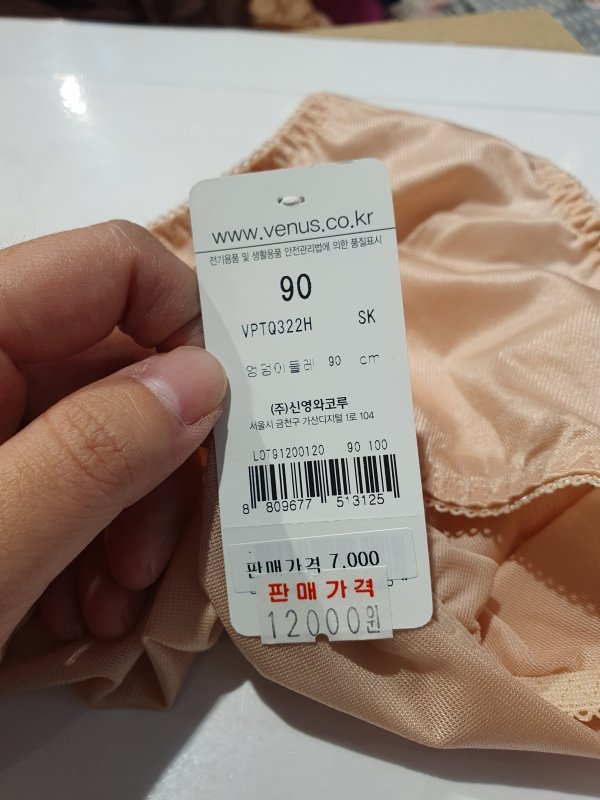 www.venus.co.kr
전기용품 및 생활용품 안전관리법에 의한 품질표시
90
VPTQ322H SK
엉덩이둘레 90 cm
(주)신영와코루
서울시 금천구 가산디지털 1로 104
LOT91200120 90 100
8 809677 513125
판매가격 7,000
판매가격
12000원